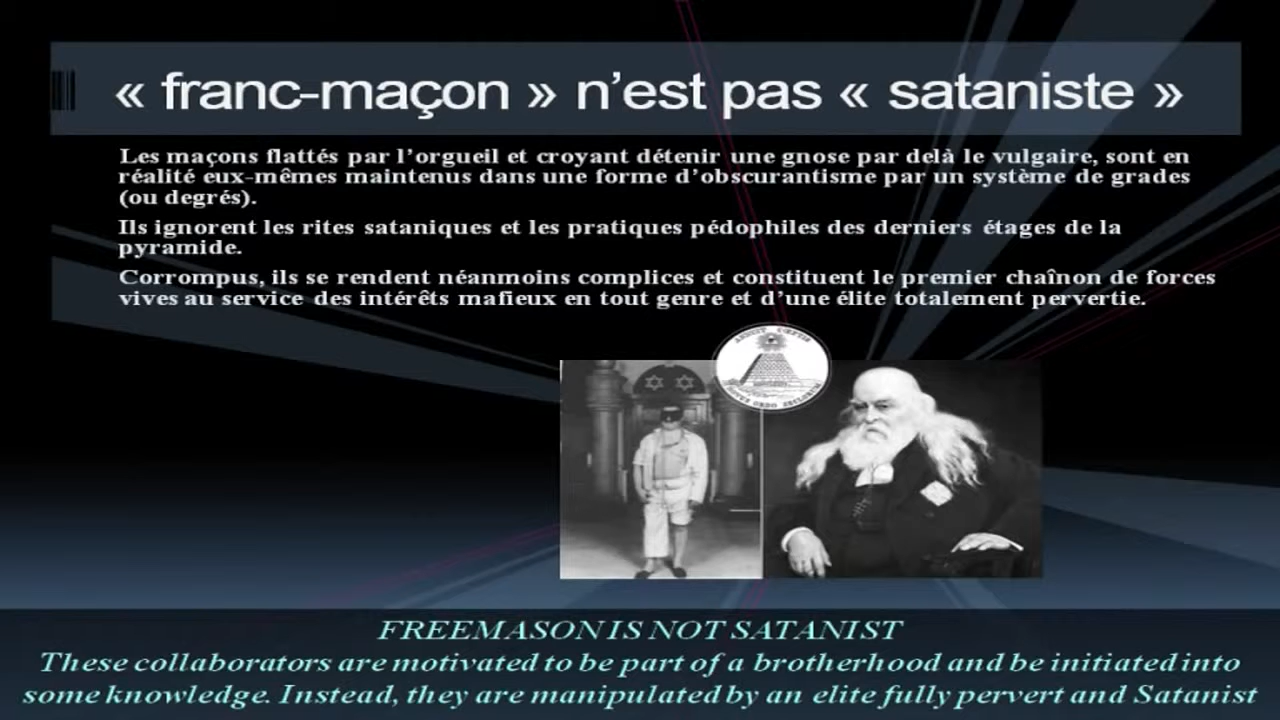 « franc-maçon » n’est pas « sataniste »
Les maçons flattés par l’orgueil et croyant détenir une gnose par delà le vulgaire, sont en
réalité eux-mêmes maintenus dans une forme d’obscurantisme par un système de grades
(ou degrés).
Ils ignorent les rites sataniques et les pratiques pédophiles des derniers étages de la
pyramide.
Corrompus, ils se rendent néanmoins complices et constituent le premier chaînon de forces
vives au service des intérêts mafieux en tout genre et d’une élite totalement pervertie.
FREEMASON IS NOT SATANIST
These collaborators are motivated to be part of a brotherhood and be initiated into
some knowledge. Instead, they are manipulated by an elite fully pervert and Satanist